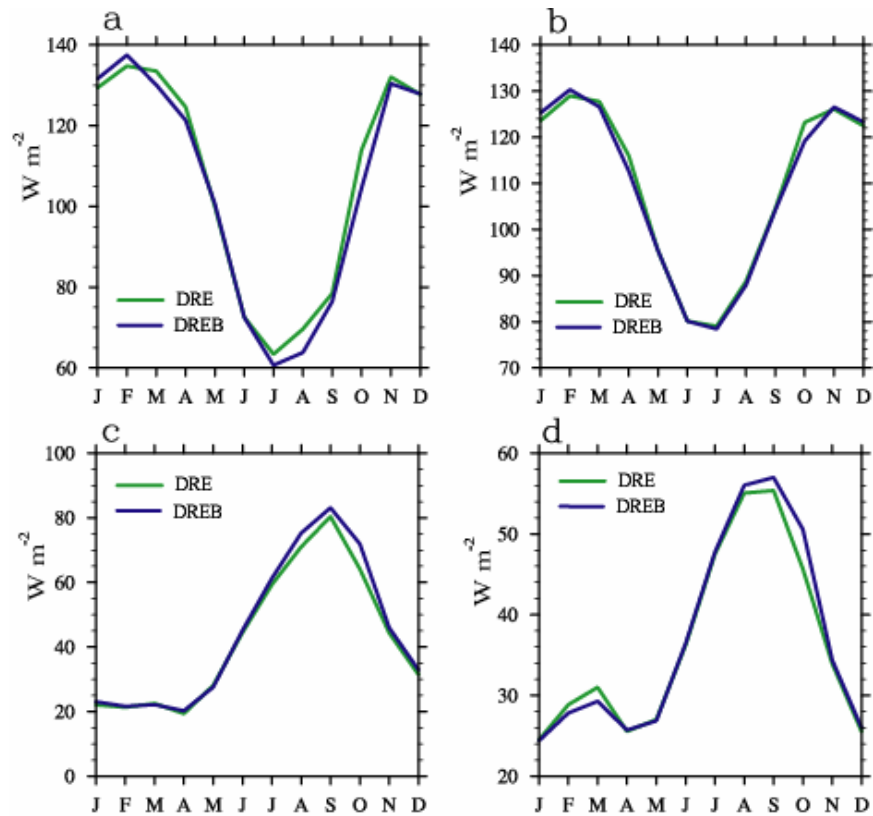 a
W m-2
140
120
100
80
60
DRE
DREB
J F M A M J J A S O N D
b
W m-2
140
130
120
110
100
90
80
70
DRE
DREB
J F M A M J J A S O N D
c
W m-2
100
80
60
40
20
0
DRE
DREB
J F M A M J J A S O N D
d
W m-2
60
50
40
30
20
DRE
DREB
J F M A M J J A S O N D